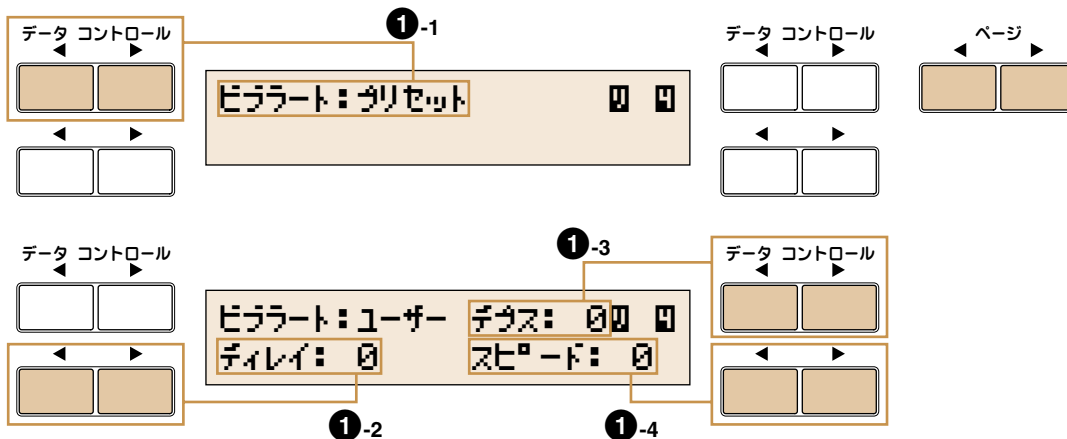 データ コントロール
◀ ▶
◀ ▶
❶-1
ビブラート:プリセット
データ コントロール
◀ ▶
◀ ▶
ページ
◀ ▶
データ コントロール
◀ ▶
◀ ▶
❶-3
ビブラート:ユーザー デプス: 0
ディレイ: 0 スピード: 0
❶-2
❶-4
データ コントロール
◀ ▶
◀ ▶